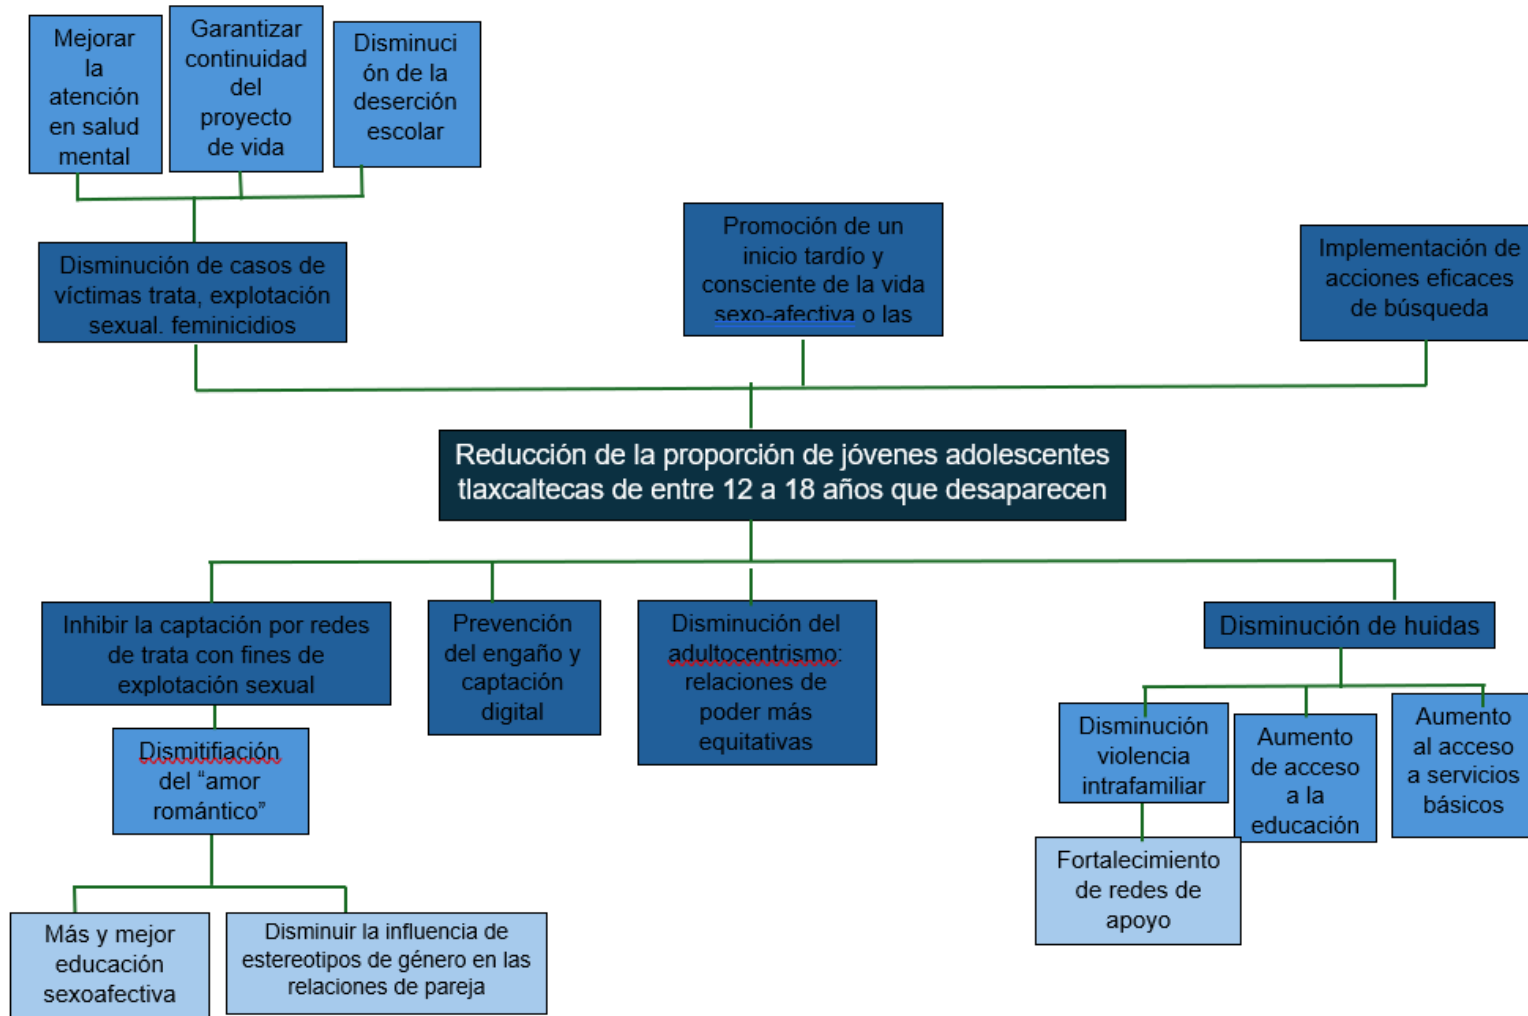 Mejorar
la
atención
en salud
mental
Garantizar
continuidad
del
proyecto
de vida
Disminuci
ón de la
deserción
escolar
Disminución de casos de
víctimas trata, explotación
sexual. feminicidios
Promoción de un
inicio tardío y
consciente de la vida
sexo-afectiva o las
Implementación de
acciones eficaces
de búsqueda
Reducción de la proporción de jóvenes adolescentes
tlaxcaltecas de entre 12 a 18 años que desaparecen
Inhibir la captación por redes
de trata con fines de
explotación sexual
Prevención
del engaño y
captación
digital
Disminución del
adultocentrismo:
relaciones de
poder más
equitativas
Disminución de huidas
Dismitifiación
del “amor
romántico”
Disminución
violencia
intrafamiliar
Aumento
de acceso
a la
educación
Aumento
al acceso
a servicios
básicos
Fortalecimiento
de redes de
apoyo
Más y mejor
educación
sexoafectiva
Disminuir la influencia de
estereotipos de género en las
relaciones de pareja